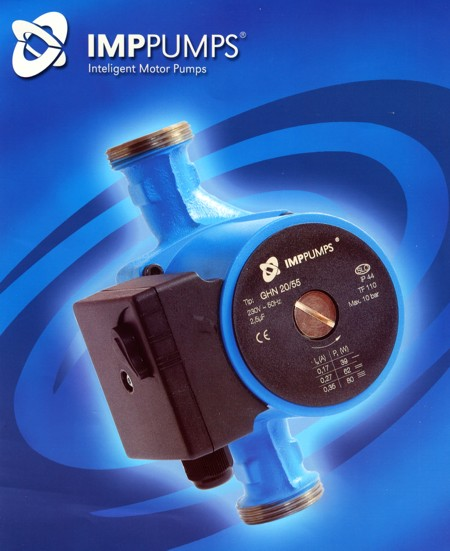 IMPPUMPS®
Inteligent Motor Pumps
IMPPUMPS®
Tip: GHN 20/55
230V ~ 50Hz
2,5µF
CE
SIQ
IP 44
TF 110
Max. 10 bar
I₁(A) P₁(W)
0,17 39
0,27 62
0,36 80